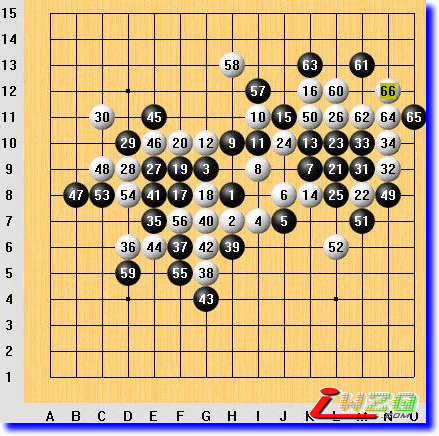 15
14
13 58 63 61
12 57 16 60 66
11 30 45 10 15 50 26 62 64 65
10 29 46 20 12 9 11 24 13 23 33 34
9 48 28 27 19 3 8 7 21 31 32
8 47 53 54 41 17 18 1 6 14 25 22 49
7 35 56 40 2 4 5 51
6 36 44 37 42 39 52
5 59 55 38
4 43
3
2
1
A B C D E F G H I J K L M N U
iWZQ
.COM